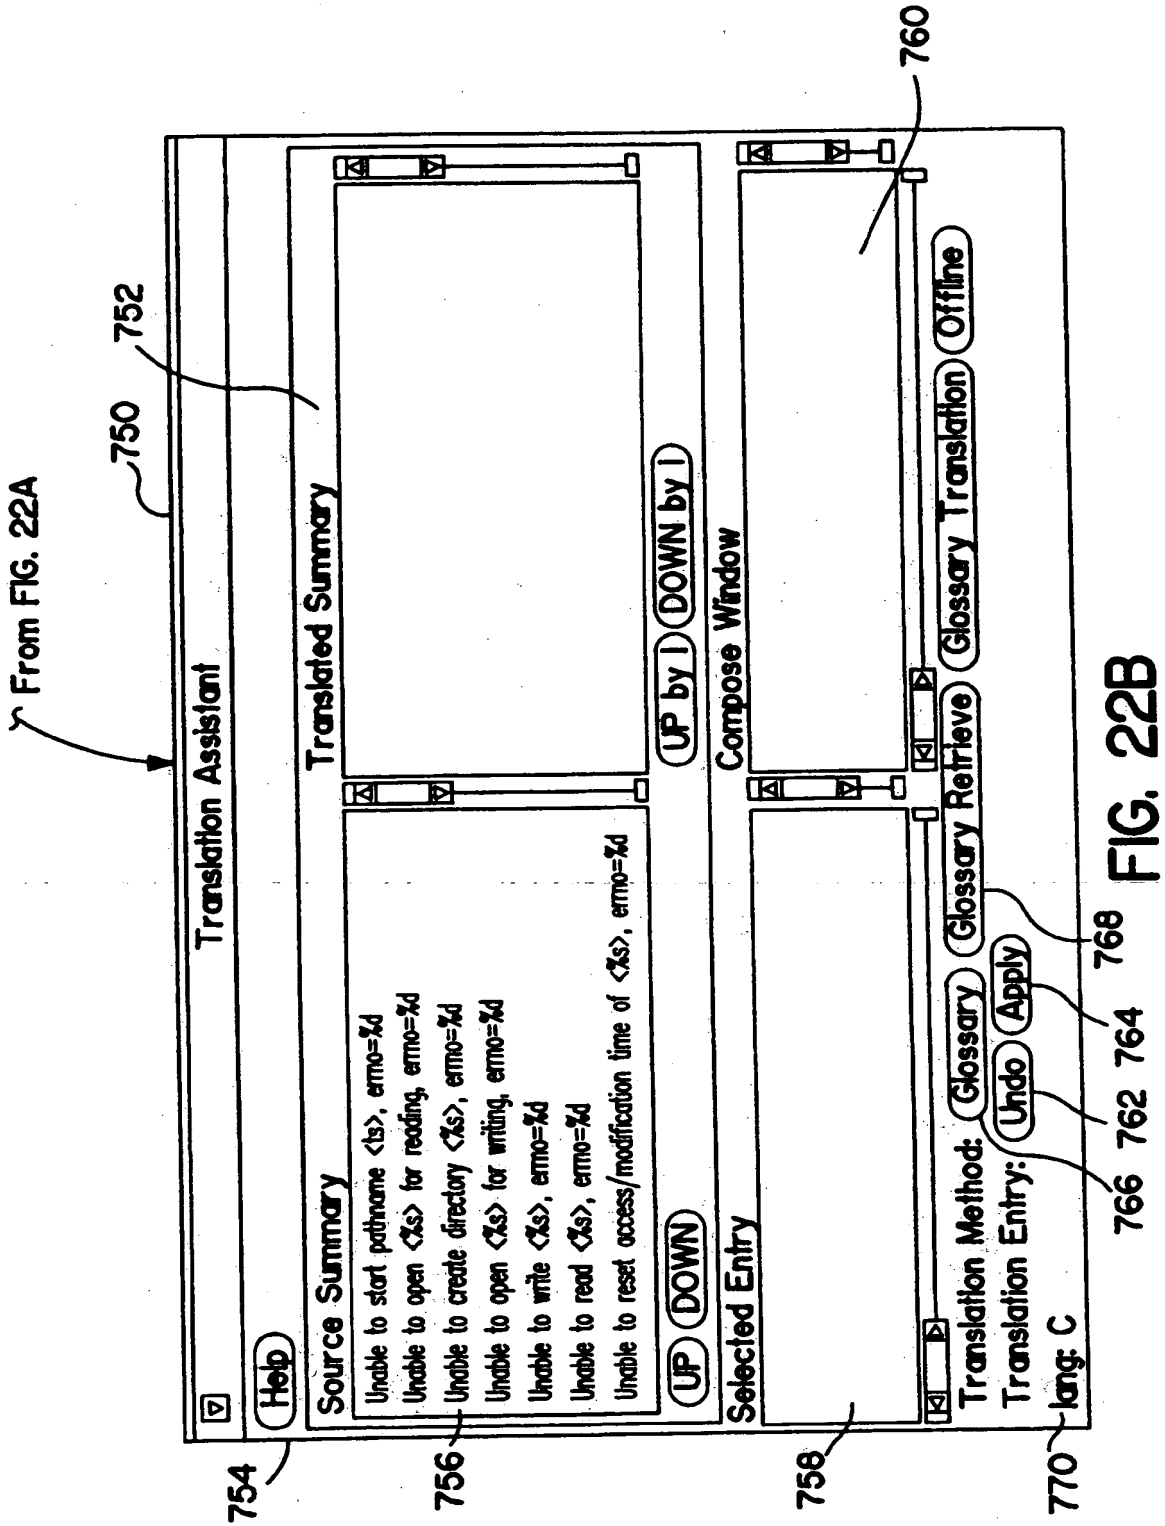 From FIG. 22A
750
752
Translation Assistant
754
Help
Source Summary
Translated Summary
Unable to start pathname <ts>, errno=%d
Unable to open <%s> for reading, errno=%d
Unable to create directory <%s>, errno=%d
756
Unable to open <%s> for writing, errno=%d
Unable to write <%s>, errno=%d
Unable to read <%s>, errno=%d
Unable to reset access/modification time of <%s>, errno=%d
UP DOWN
UP by 1 DOWN by 1
Selected Entry
Compose Window
758
760
Translation Method: Glossary Glossary Retrieve Glossary Translation Offline
Translation Entry: Undo Apply
770
lang: C
766
762
764
768
FIG. 22B